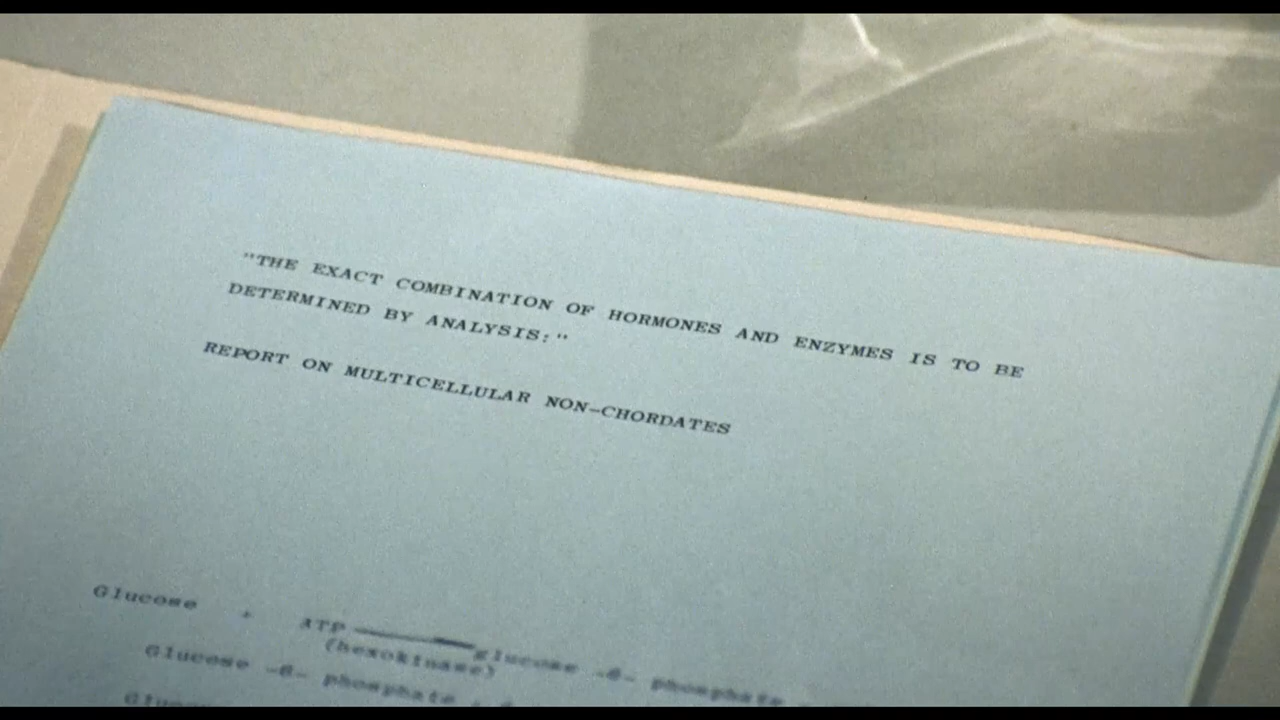 "THE EXACT COMBINATION OF HORMONES AND ENZYMES IS TO BE
DETERMINED BY ANALYSIS:"
REPORT ON MULTICELLULAR NON-CHORDATES
Glucose + ATP glucose -6- phosphate
(hexokinase)
Glucose -6- phosphate